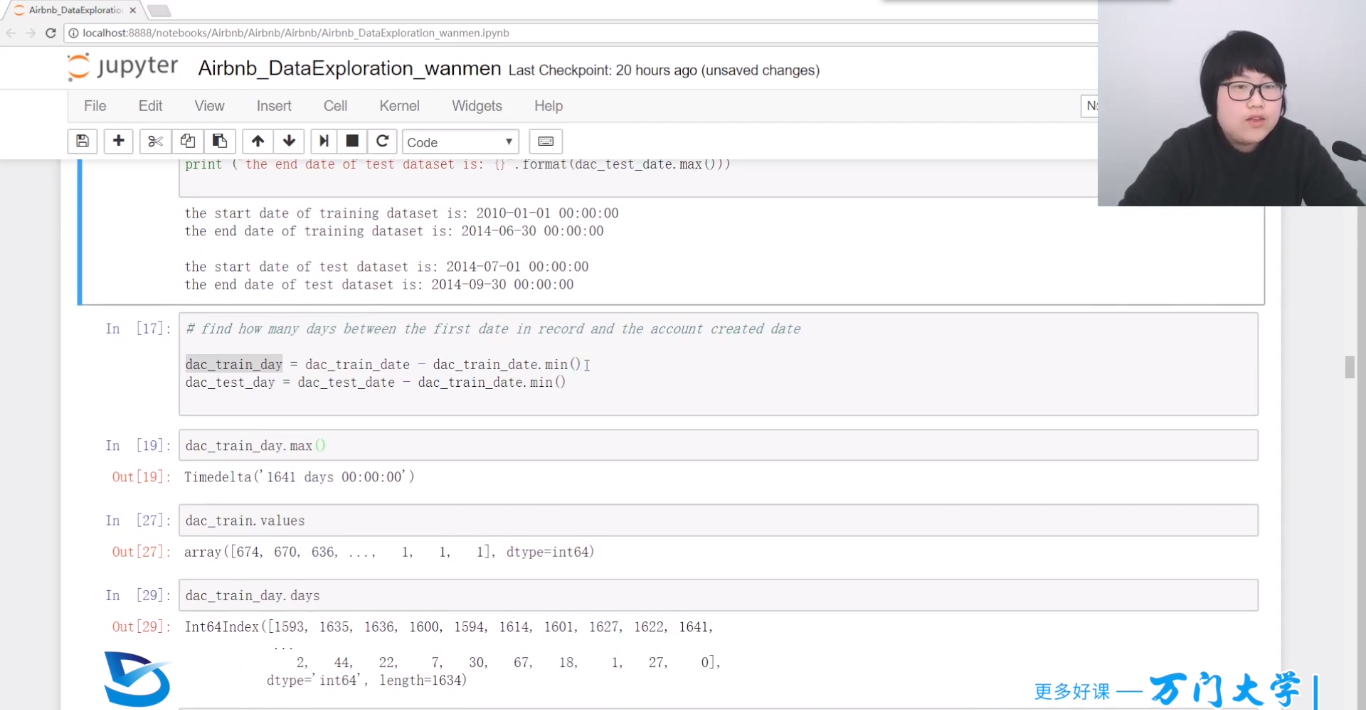 Airbnb_DataExploratio
localhost:8888/notebooks/Airbnb/Airbnb/Airbnb/Airbnb_DataExploration_wanmen.ipynb
jupyter Airbnb_DataExploration_wanmen Last Checkpoint: 20 hours ago (unsaved changes)
File Edit View Insert Cell Kernel Widgets Help
Code
print ("the end date of test dataset is: {}".format(dac_test_date.max()))
the start date of training dataset is: 2010-01-01 00:00:00
the end date of training dataset is: 2014-06-30 00:00:00
the start date of test dataset is: 2014-07-01 00:00:00
the end date of test dataset is: 2014-09-30 00:00:00
In [17]: # find how many days between the first date in record and the account created date
dac_train_day = dac_train_date - dac_train_date.min()
dac_test_day = dac_test_date - dac_train_date.min()
In [19]: dac_train_day.max()
Out[19]: Timedelta('1641 days 00:00:00')
In [27]: dac_train.values
Out[27]: array([674, 670, 636, ..., 1, 1, 1], dtype=int64)
In [29]: dac_train_day.days
Out[29]: Int64Index([1593, 1635, 1636, 1600, 1594, 1614, 1601, 1627, 1622, 1641,
...
2, 44, 22, 7, 30, 67, 18, 1, 27, 0],
dtype='int64', length=1634)
更多好课 — 万门大学